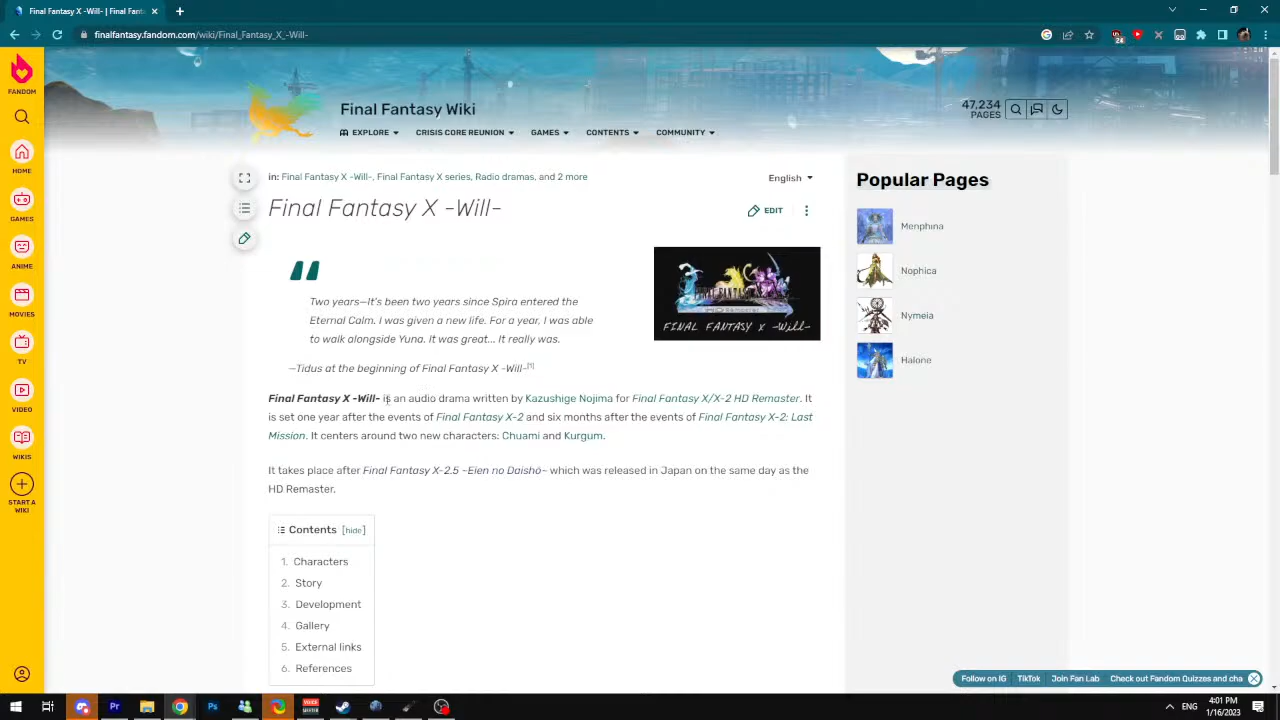 Final Fantasy X -Will- | Final Fanta
finalfantasy.fandom.com/wiki/Final_Fantasy_X_-Will-
24
FANDOM
HOME
GAMES
ANIME
MOVIES
TV
VIDEO
WIKIS
START A
WIKI
Final Fantasy Wiki
47,234
PAGES
EXPLORE
CRISIS CORE REUNION
GAMES
CONTENTS
COMMUNITY
in: Final Fantasy X -Will-, Final Fantasy X series, Radio dramas, and 2 more
English
Final Fantasy X -Will-
EDIT
Two years—It's been two years since Spira entered the
Eternal Calm. I was given a new life. For a year, I was able
to walk alongside Yuna. It was great... It really was.
—Tidus at the beginning of Final Fantasy X -Will-[1]
FINAL FANTASY X -Will-
Final Fantasy X -Will- is an audio drama written by Kazushige Nojima for Final Fantasy X/X-2 HD Remaster. It
is set one year after the events of Final Fantasy X-2 and six months after the events of Final Fantasy X-2: Last
Mission. It centers around two new characters: Chuami and Kurgum.
It takes place after Final Fantasy X-2.5 ~Eien no Daishō~ which was released in Japan on the same day as the
HD Remaster.
Contents [hide]
1. Characters
2. Story
3. Development
4. Gallery
5. External links
6. References
Popular Pages
Menphina
Nophica
Nymeia
Halone
Follow on IG
TikTok
Join Fan Lab
Check out Fandom Quizzes and cha
ENG
4:01 PM
1/16/2023